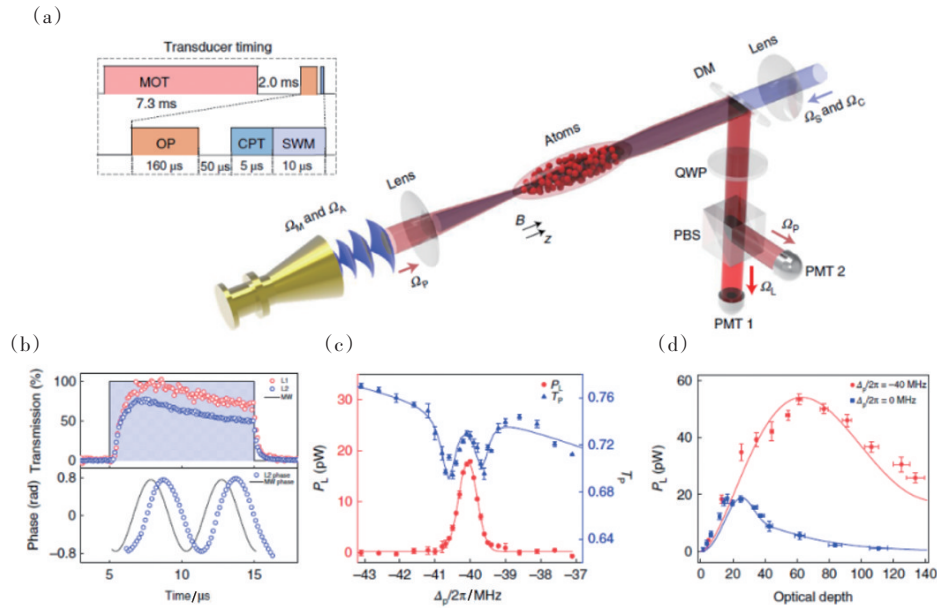 (a)
Transducer timing
MOT
2.0 ms
7.3 ms
OP
CPT
SWM
160 μs
50 μs
5 μs
10 μs
Lens
DM
Ω_S and Ω_C
Atoms
QWP
Lens
Ω_M and Ω_A
B
z
PBS
Ω_P
Ω_P
PMT 2
Ω_L
PMT 1
(b)
(c)
(d)
Transmission (%)
100
50
0
L1
L2
MW
Phase (rad)
0.8
0
−0.8
L2 phase
MW phase
5
10
15
Time/μs
P_L (pW)
30
20
10
0
P_L
T_P
0.76
0.72
0.68
0.64
T_P
−43
−42
−41
−40
−39
−38
−37
Δ_P/2π/MHz
P_L (pW)
60
40
20
0
Δ_P/2π = −40 MHz
Δ_P/2π = 0 MHz
0
20
40
60
80
100
120
140
Optical depth